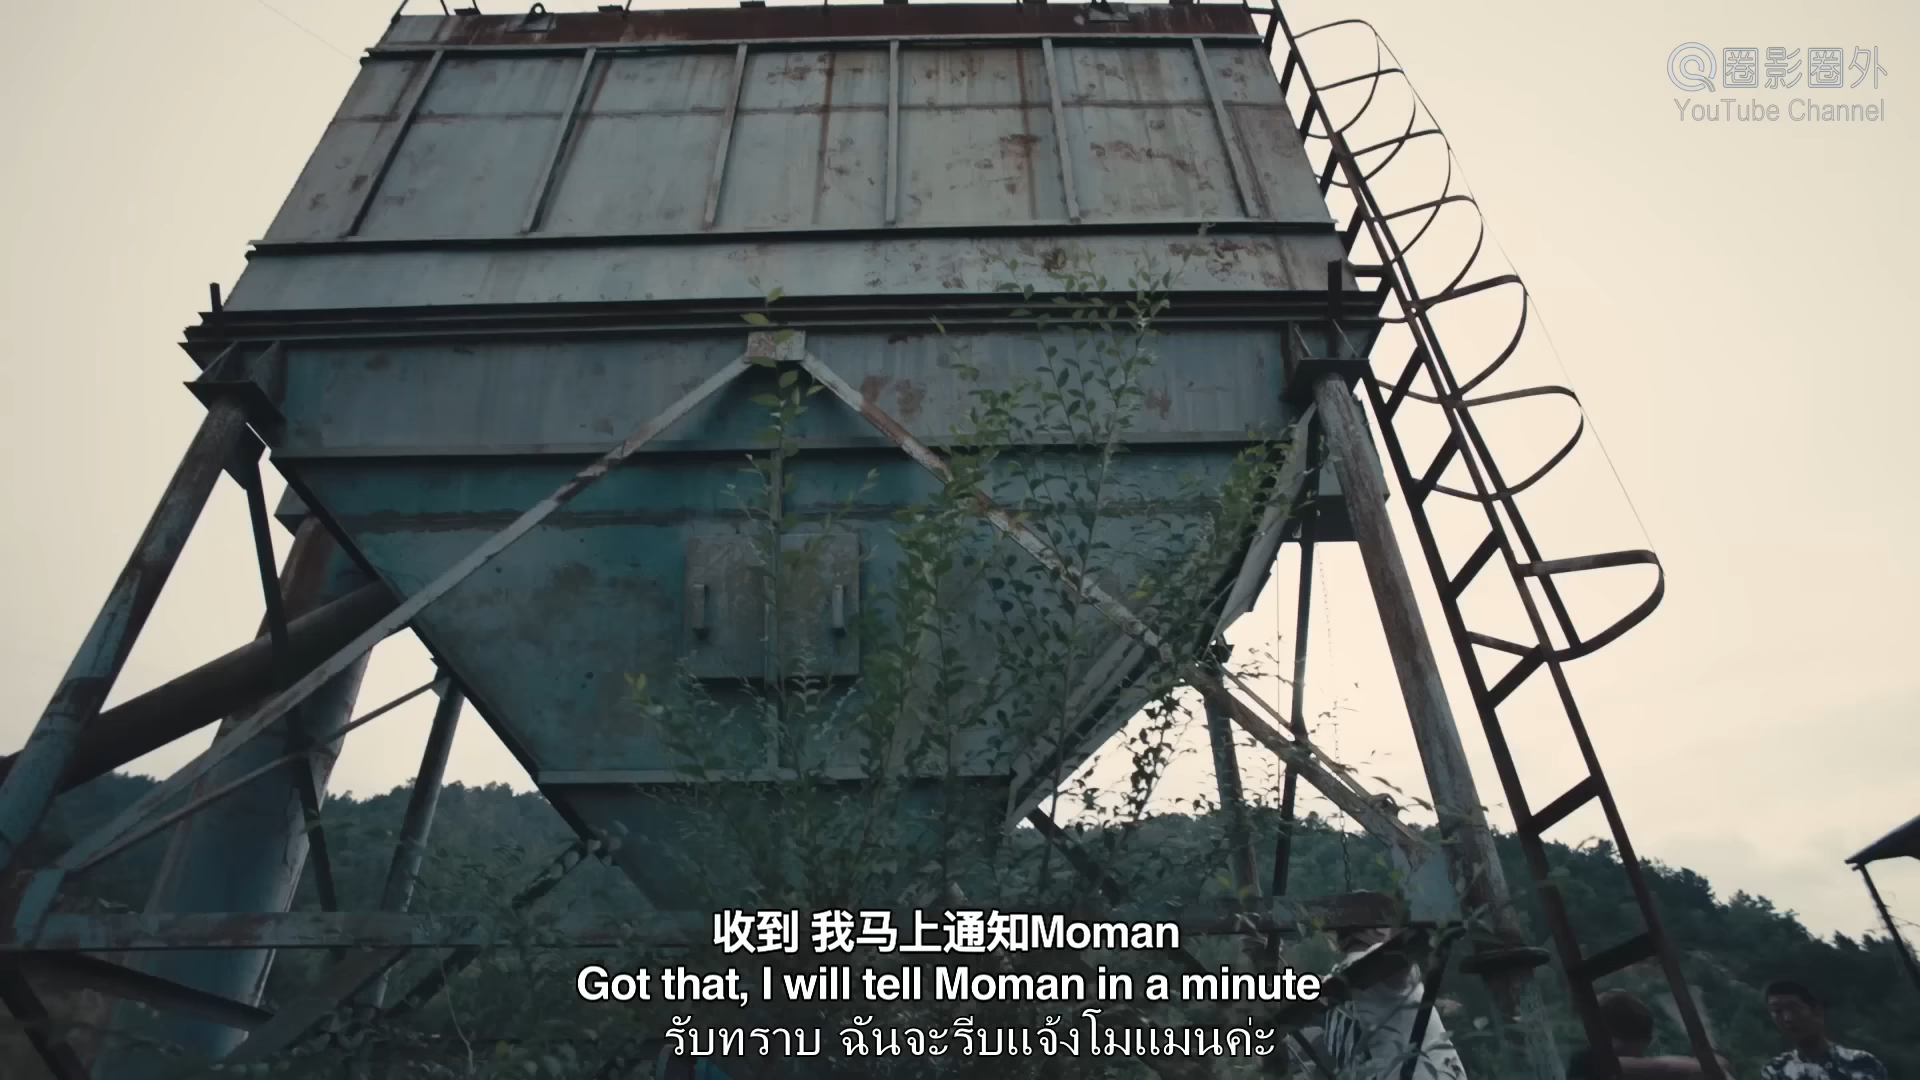 圈影圈外
YouTube Channel
收到 我马上通知Moman
Got that, I will tell Moman in a minute
รับทราบ ฉันจะรีบแจ้งโมแมนค่ะ